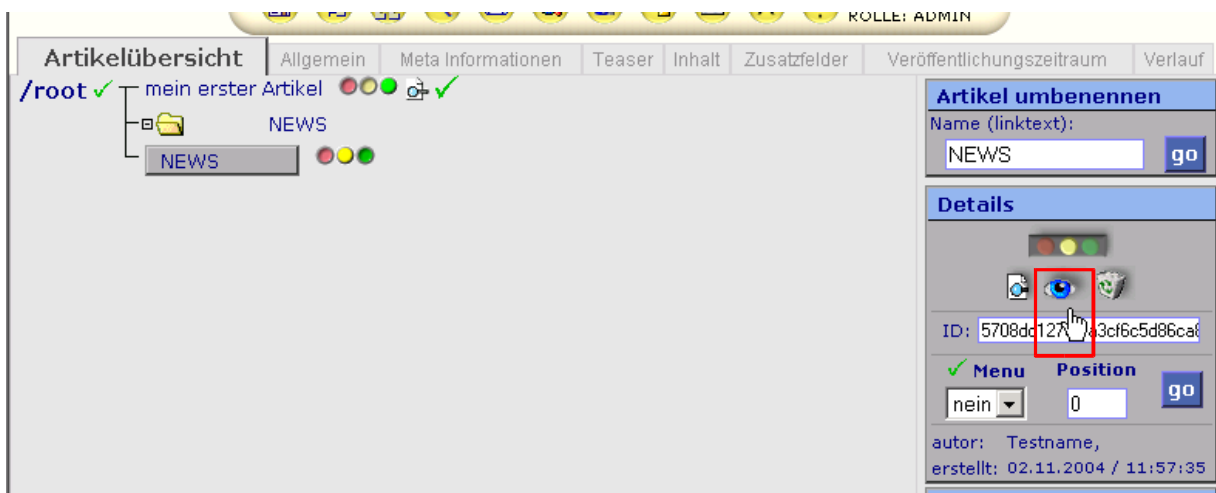 ROLLE: ADMIN
Artikelübersicht Allgemein Meta Informationen Teaser Inhalt Zusatzfelder Veröffentlichungszeitraum Verlauf
/root mein erster Artikel
NEWS
NEWS
Artikel umbenennen
Name (linktext):
NEWS go
Details
ID:
Menu Position
nein 0 go
autor: Testname,
erstellt: 02.11.2004 / 11:57:35